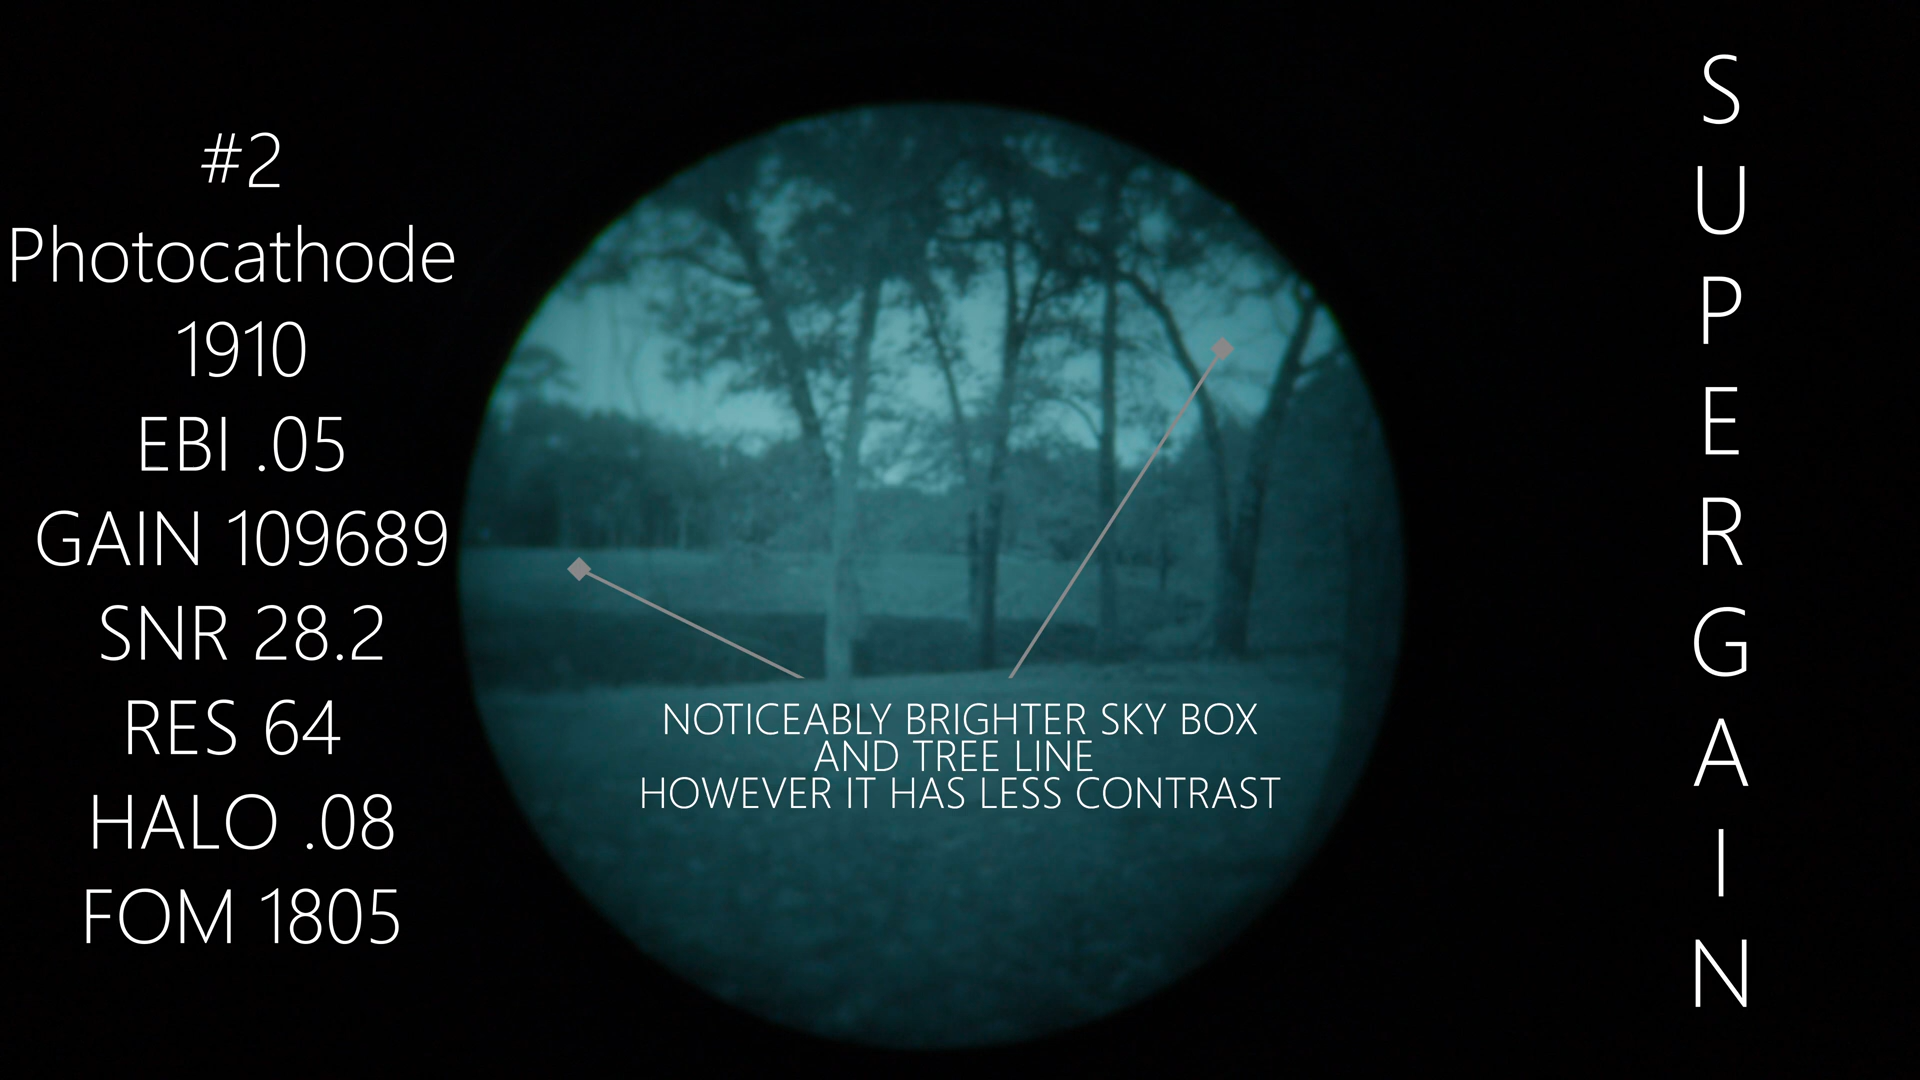 #2
Photocathode
1910
EBI .05
GAIN 109689
SNR 28.2
RES 64
HALO .08
FOM 1805
NOTICEABLY BRIGHTER SKY BOX
AND TREE LINE
HOWEVER IT HAS LESS CONTRAST
S
U
P
E
R
G
A
I
N